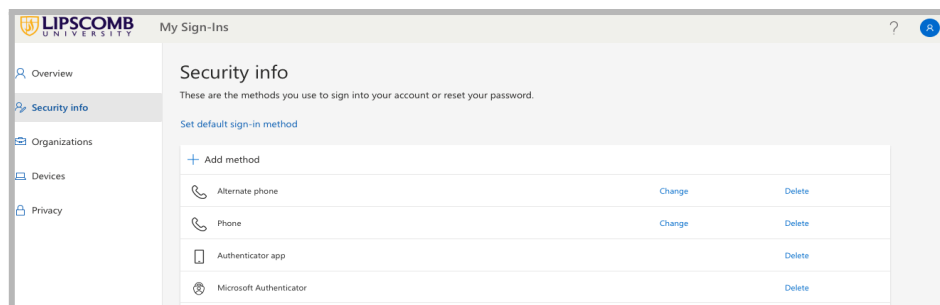 LIPSCOMB
UNIVERSITY
My Sign-Ins
?
R
Overview
Security info
Organizations
Devices
Privacy
Security info
These are the methods you use to sign into your account or reset your password.
Set default sign-in method
+ Add method
Alternate phone Change Delete
Phone Change Delete
Authenticator app Delete
Microsoft Authenticator Delete